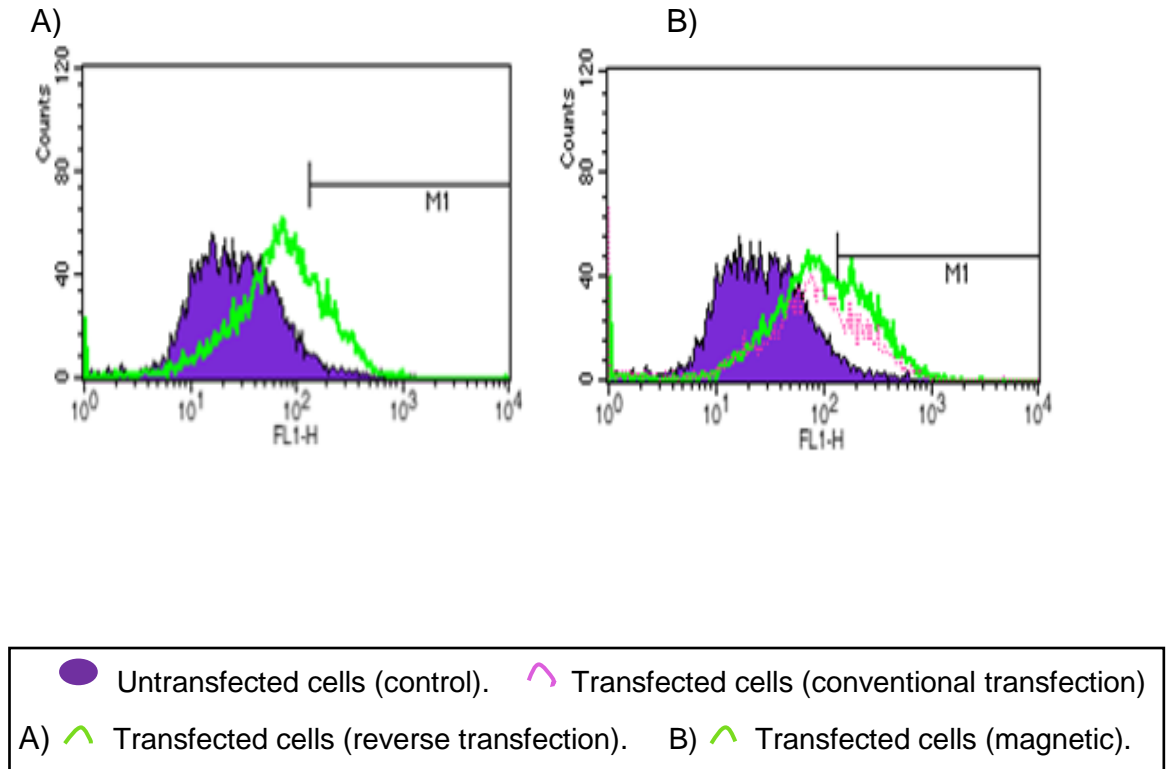 A)
B)
Counts
120
80
40
0
M1
10^0 10^1 10^2 10^3 10^4
FL1-H
Counts
120
80
40
0
M1
10^0 10^1 10^2 10^3 10^4
FL1-H
Untransfected cells (control). Transfected cells (conventional transfection)
A) Transfected cells (reverse transfection). B) Transfected cells (magnetic).